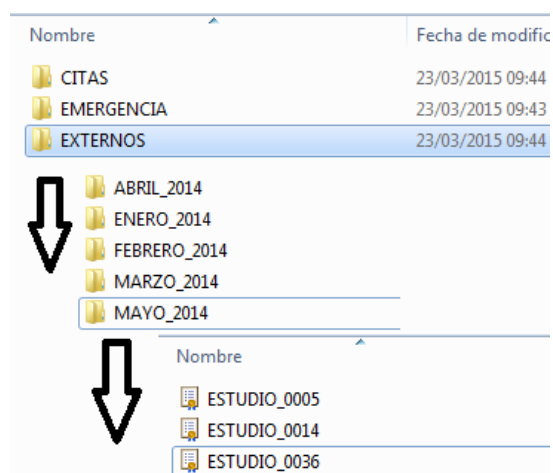 Nombre Fecha de modific
CITAS 23/03/2015 09:44
EMERGENCIA 23/03/2015 09:43
EXTERNOS 23/03/2015 09:44
ABRIL_2014
ENERO_2014
FEBRERO_2014
MARZO_2014
MAYO_2014
Nombre
ESTUDIO_0005
ESTUDIO_0014
ESTUDIO_0036